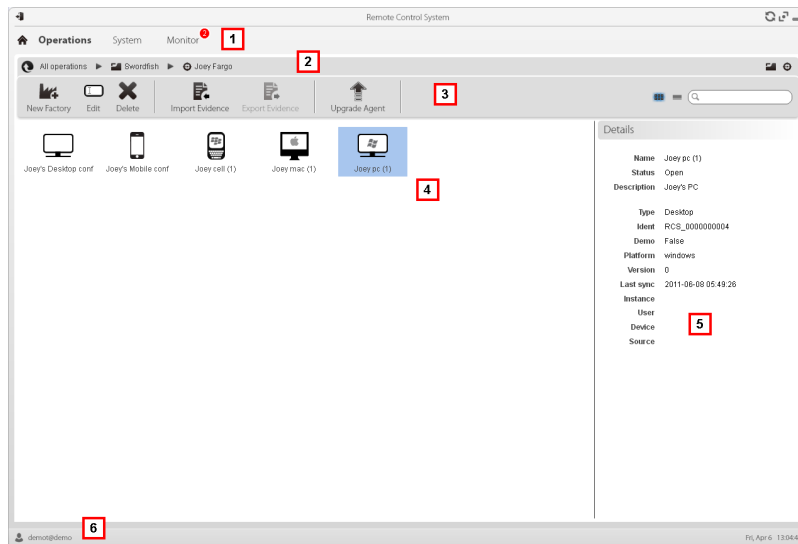 Remote Control System
Operations System Monitor 2 1
All operations Swordfish Joey Fargo 2
New Factory Edit Delete Import Evidence Export Evidence Upgrade Agent 3
Joey's Desktop conf Joey's Mobile conf Joey cell (1) Joey mac (1) Joey pc (1)
4
Details
Name Joey pc (1)
Status Open
Description Joey's PC
Type Desktop
Ident RCS_0000000004
Demo False
Platform windows
Version 0
Last sync 2011-06-08 05:49:26
Instance
User
Device 5
Source
demot@demo 6
Fri, Apr 6 13:04:4